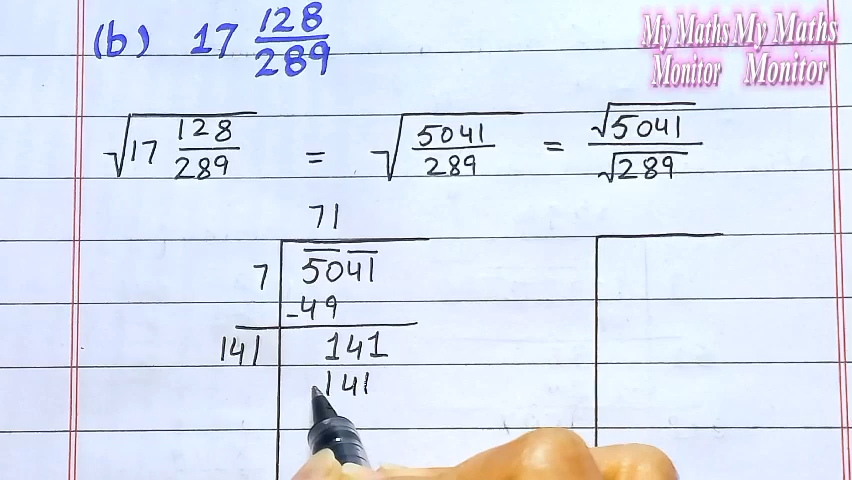 (b) 17 128/289
My Maths My Maths
Monitor Monitor
√17 128/289 = √5041/289 = √5041/√289
71
7 5041
-49
141 141
141